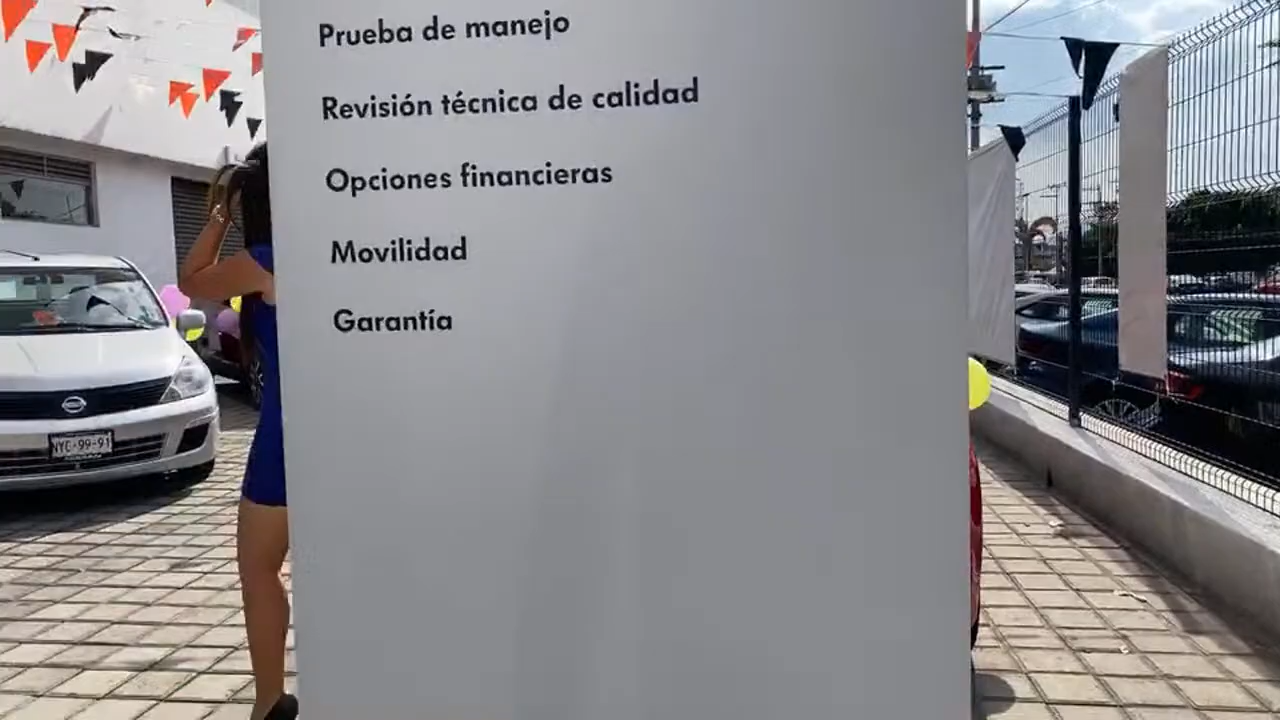 Prueba de manejo
Revisión técnica de calidad
Opciones financieras
Movilidad
Garantía
NYC-99-91